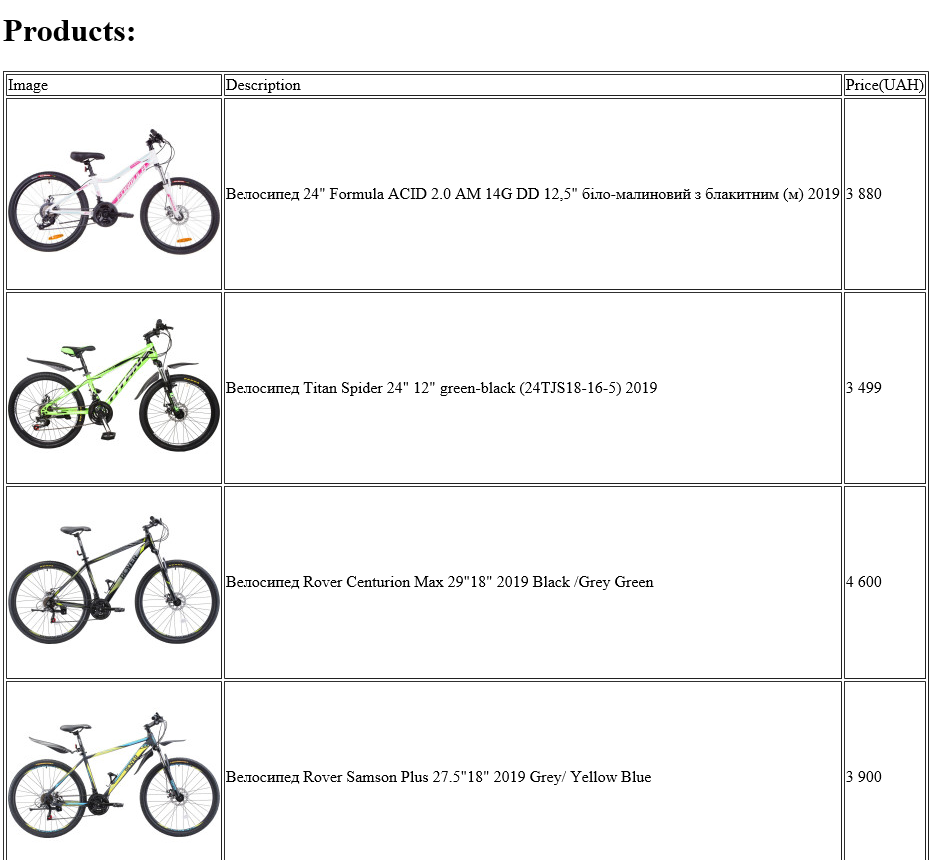 Products:
Image Description Price(UAH)
Велосипед 24" Formula ACID 2.0 AM 14G DD 12,5" біло-малиновий з блакитним (м) 2019 3 880
Велосипед Titan Spider 24" 12" green-black (24TJS18-16-5) 2019 3 499
Велосипед Rover Centurion Max 29"18" 2019 Black /Grey Green 4 600
Велосипед Rover Samson Plus 27.5"18" 2019 Grey/ Yellow Blue 3 900